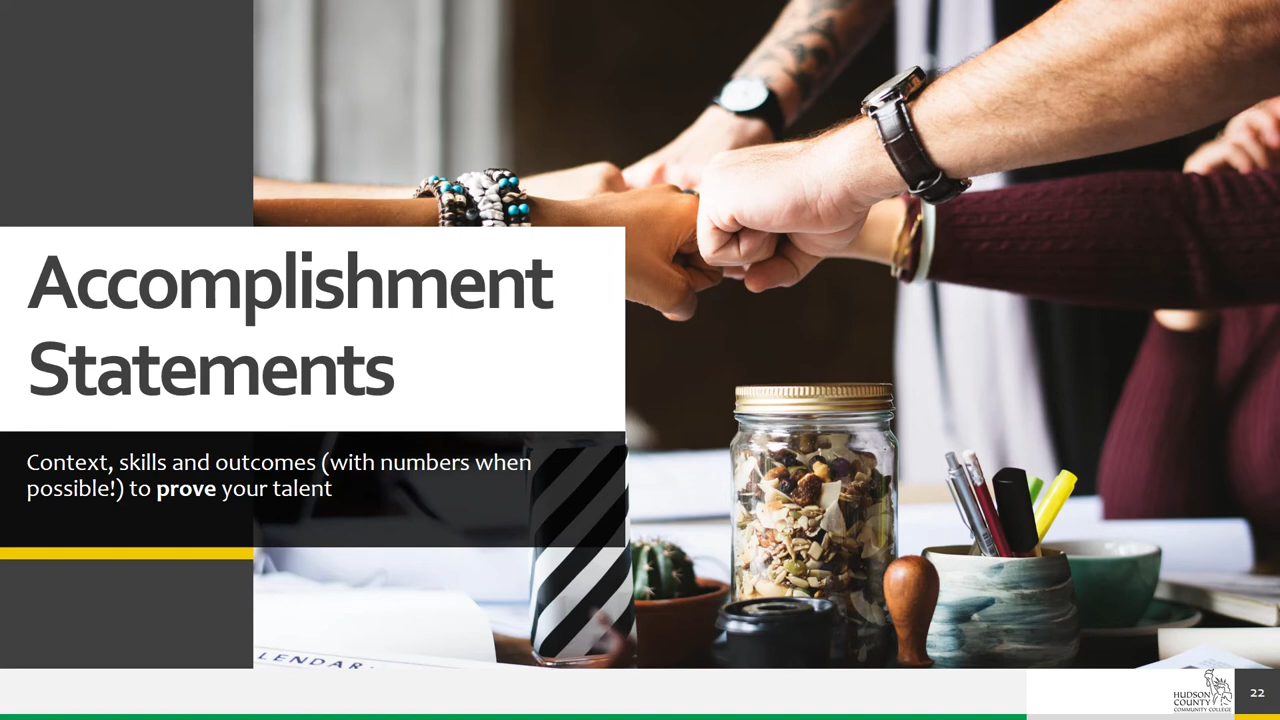 Accomplishment
Statements
Context, skills and outcomes (with numbers when
possible!) to prove your talent
LENDAR
HUDSON
COUNTY
COMMUNITY COLLEGE
22